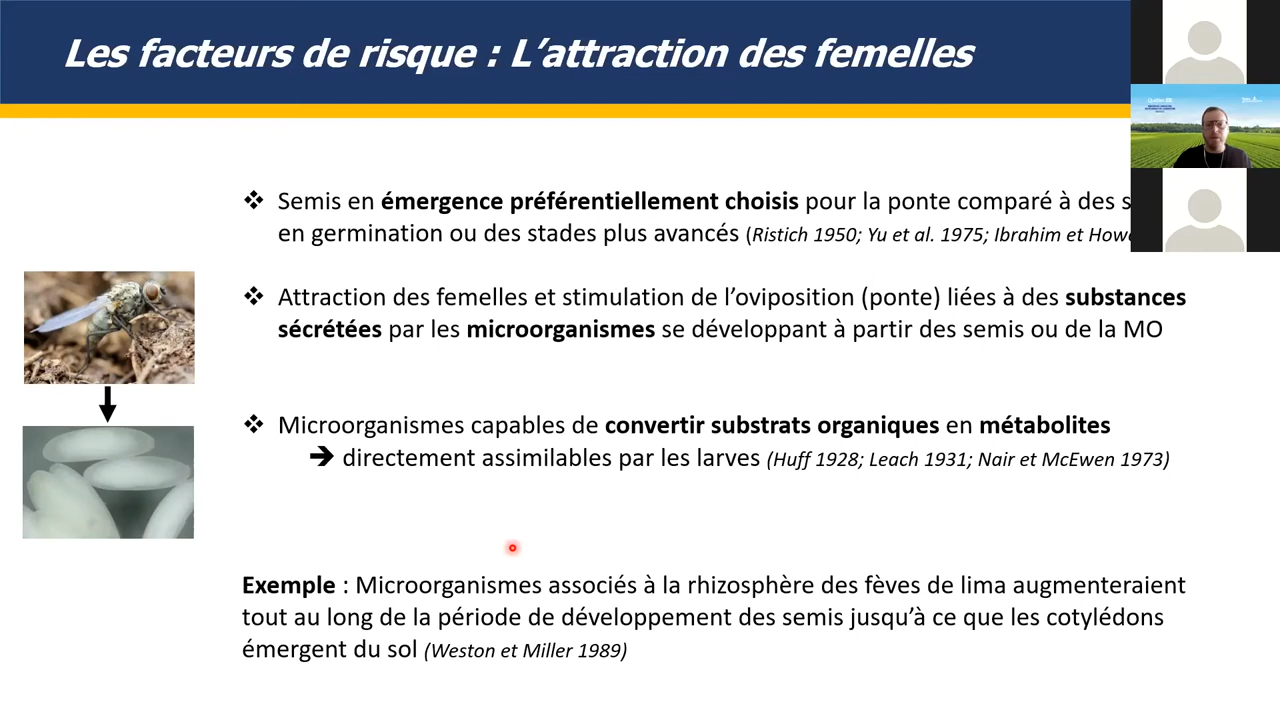 Les facteurs de risque : L’attraction des femelles
❖ Semis en émergence préférentiellement choisis pour la ponte comparé à des
en germination ou des stades plus avancés (Ristich 1950; Yu et al. 1975; Ibrahim et
❖ Attraction des femelles et stimulation de l’oviposition (ponte) liées à des substances
sécrétées par les microorganismes se développant à partir des semis ou de la MO
❖ Microorganismes capables de convertir substrats organiques en métabolites
➔ directement assimilables par les larves (Huff 1928; Leach 1931; Nair et McEwen 1973)
Exemple : Microorganismes associés à la rhizosphère des fèves de lima augmenteraient
tout au long de la période de développement des semis jusqu’à ce que les cotylédons
émergent du sol (Weston et Miller 1989)